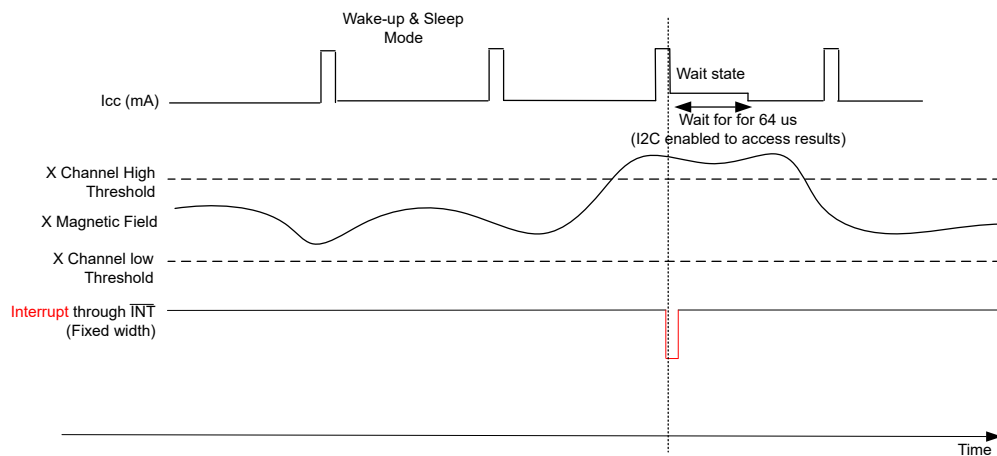 Wake-up & Sleep
Mode
Icc (mA)
Wait state
Wait for for 64 us
(I2C enabled to access results)
X Channel High
Threshold
X Magnetic Field
X Channel low
Threshold
Interrupt through INT
(Fixed width)
Time